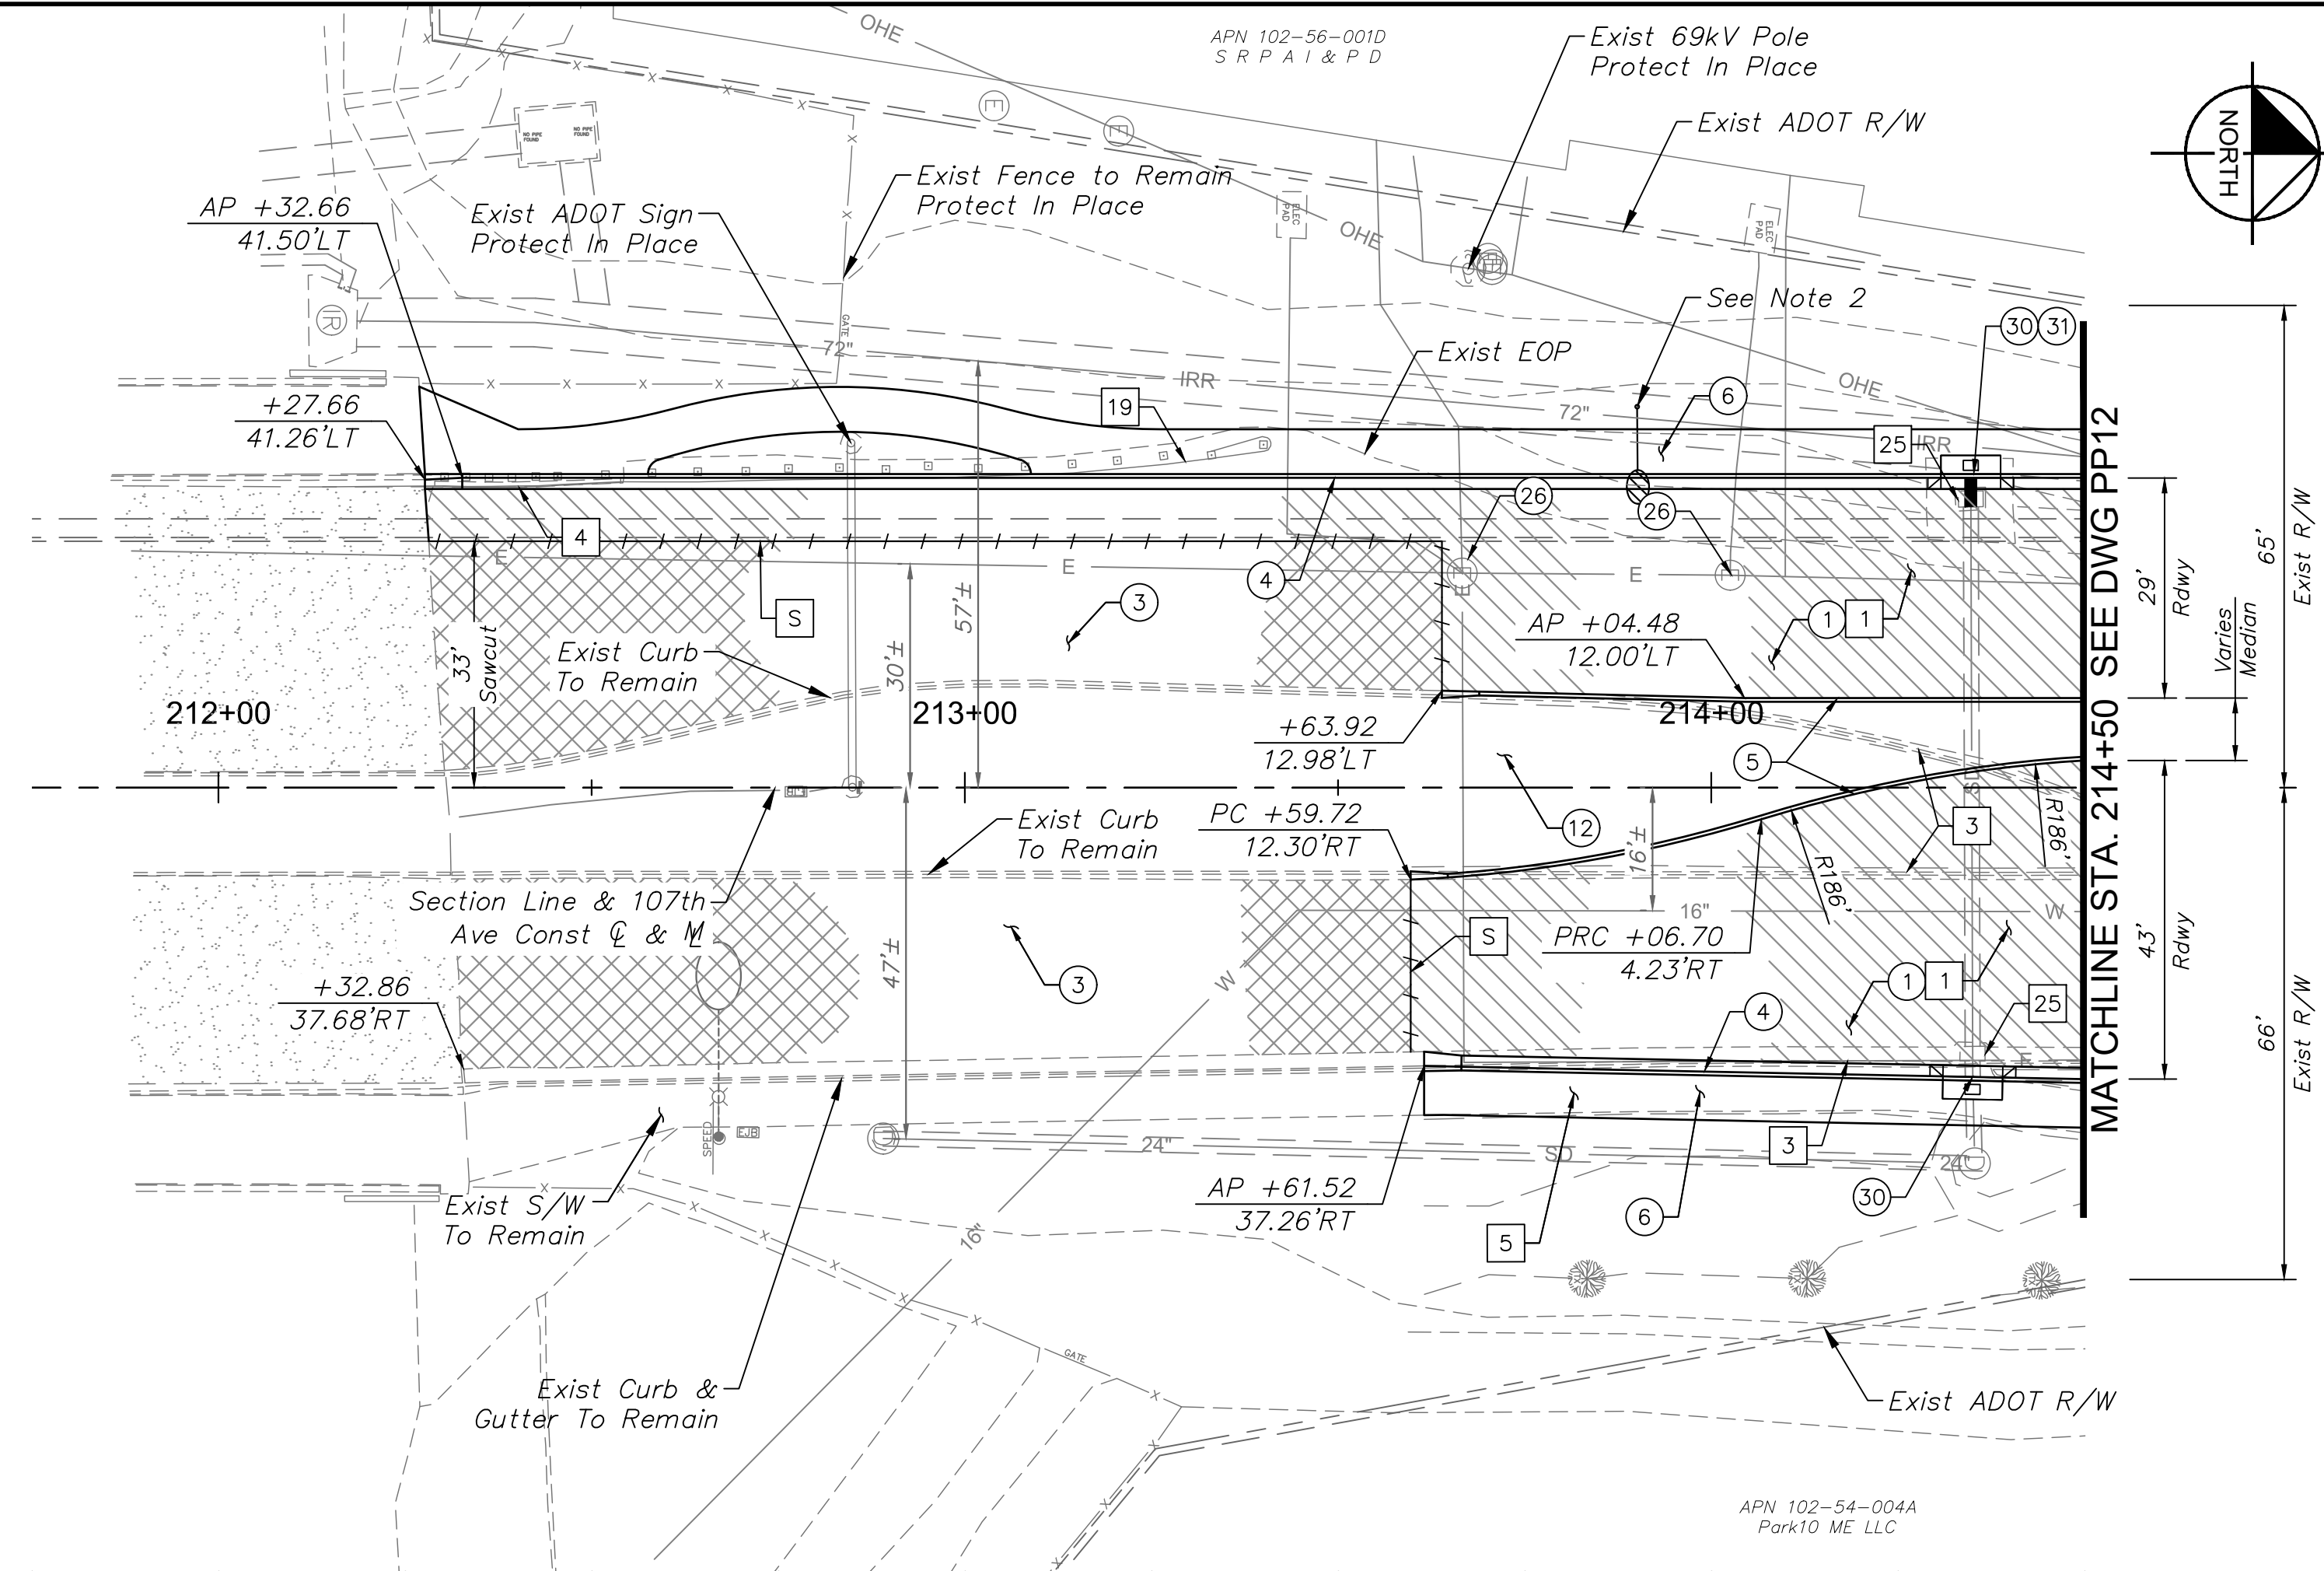 OHE
APN 102-56-001D
S R P A I & P D
Exist 69kV Pole
Protect In Place
Exist ADOT R/W
NORTH
E
E
NO PIPE
FOUND
NO PIPE
FOUND
AP +32.66
41.50'LT
Exist ADOT Sign
Protect In Place
Exist Fence to Remain
Protect In Place
ELEC
PAD
OHE
ELEC
PAD
See Note 2
30
31
IR
GATE
72"
IRR
Exist EOP
OHE
+27.66
41.26'LT
19
72"
6
25
IRR
26
26
4
E
S
E
4
E
3
1
1
33'
Sawcut
Exist Curb
To Remain
30'±
57'±
AP +04.48
12.00'LT
212+00
213+00
214+00
+63.92
12.98'LT
5
12
EJB
S
Exist Curb
To Remain
PC +59.72
12.30'RT
16'±
3
R186'
R186'
Section Line & 107th
Ave Const ℄ & M
47'±
16"
W
S
PRC +06.70
4.23'RT
W
+32.86
37.68'RT
3
1
1
4
25
SPEED
EJB
24"
SD
3
24"
Exist S/W
To Remain
AP +61.52
37.26'RT
5
6
30
16"
GATE
Exist Curb &
Gutter To Remain
Exist ADOT R/W
APN 102-54-004A
Park10 ME LLC
MATCHLINE STA. 214+50 SEE DWG PP12
29'
Rdwy
Varies
Median
65'
Exist R/W
43'
Rdwy
66'
Exist R/W